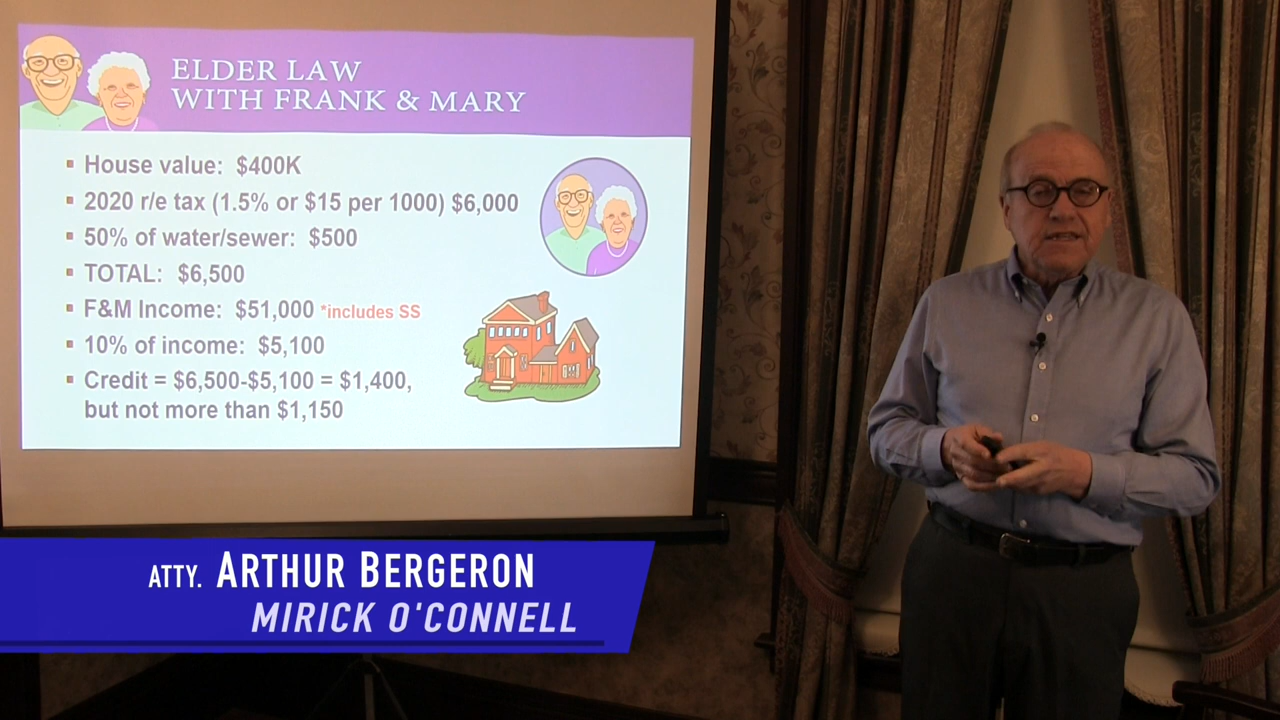 ELDER LAW
WITH FRANK & MARY
▪ House value: $400K
▪ 2020 r/e tax (1.5% or $15 per 1000) $6,000
▪ 50% of water/sewer: $500
▪ TOTAL: $6,500
▪ F&M Income: $51,000 *includes SS
▪ 10% of income: $5,100
▪ Credit = $6,500-$5,100 = $1,400,
but not more than $1,150
ATTY. ARTHUR BERGERON
MIRICK O'CONNELL